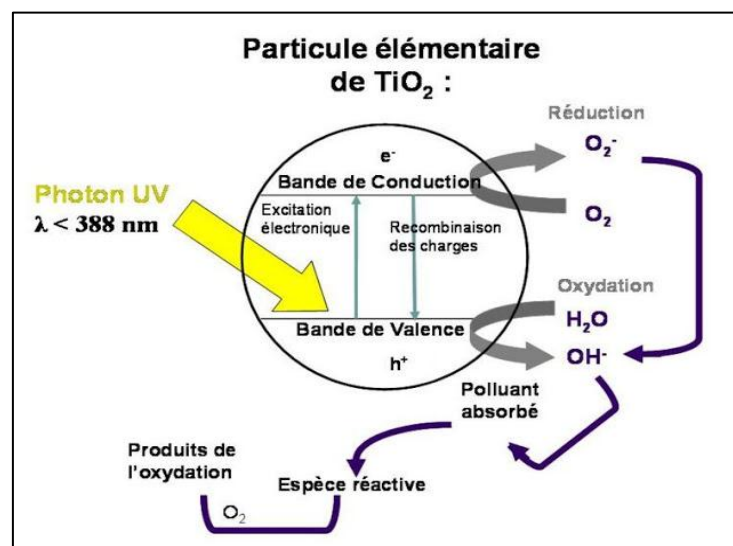 Particule élémentaire
de TiO₂ :
Réduction
e⁻
O₂⁻
Photon UV
λ < 388 nm
Bande de Conduction
Excitation
électronique
Recombinaison
des charges
O₂
Oxydation
Bande de Valence
H₂O
h⁺
OH⁻
Polluant
absorbé
Produits de
l'oxydation
Espèce réactive
O₂